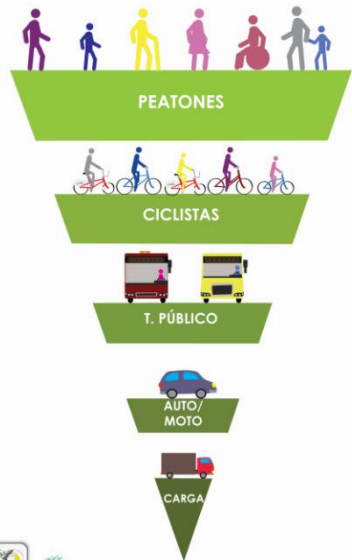 PEATONES
CICLISTAS
T. PÚBLICO
AUTO/
MOTO
CARGA